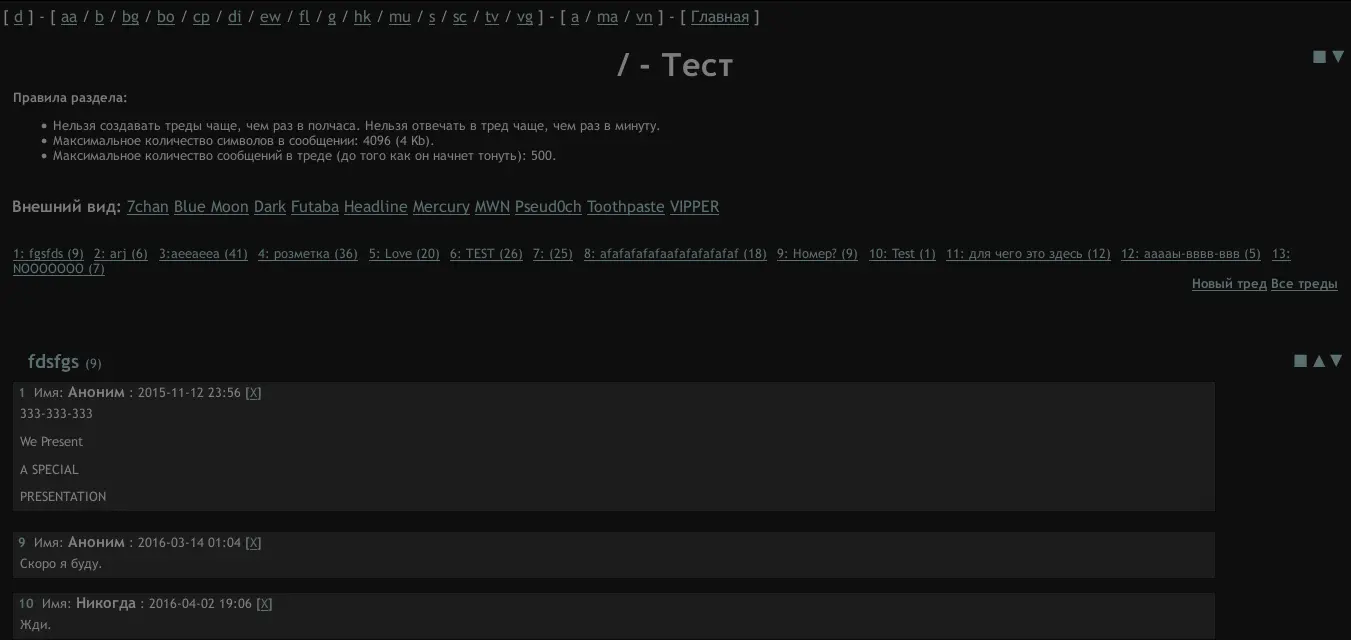 [ d ] - [ aa / b / bg / bo / cp / di / ew / fl / g / hk / mu / s / sc / tv / vg ] - [ a / ma / vn ] - [ Главная ]
/ - Тест
Правила раздела:
Нельзя создавать треды чаще, чем раз в полчаса. Нельзя отвечать в тред чаще, чем раз в минуту.
Максимальное количество символов в сообщении: 4096 (4 Kb).
Максимальное количество сообщений в треде (до того как он начнет тонуть): 500.
Внешний вид: 7chan Blue Moon Dark Futaba Headline Mercury MWN Pseud0ch Toothpaste VIPPER
1: fgsfds (9) 2: arj (6) 3:aeeaeea (41) 4: розметка (36) 5: Love (20) 6: TEST (26) 7: (25) 8: afafafafafaafafafafafaf (18) 9: Номер? (9) 10: Test (1) 11: для чего это здесь (12) 12: ааааы-вввв-ввв (5) 13:
NOOOOOOO (7)
Новый тред Все треды
fdsfgs (9)
1 Имя: Аноним : 2015-11-12 23:56 [X]
333-333-333
We Present
A SPECIAL
PRESENTATION
9 Имя: Аноним : 2016-03-14 01:04 [X]
Скоро я буду.
10 Имя: Никогда : 2016-04-02 19:06 [X]
Жди.